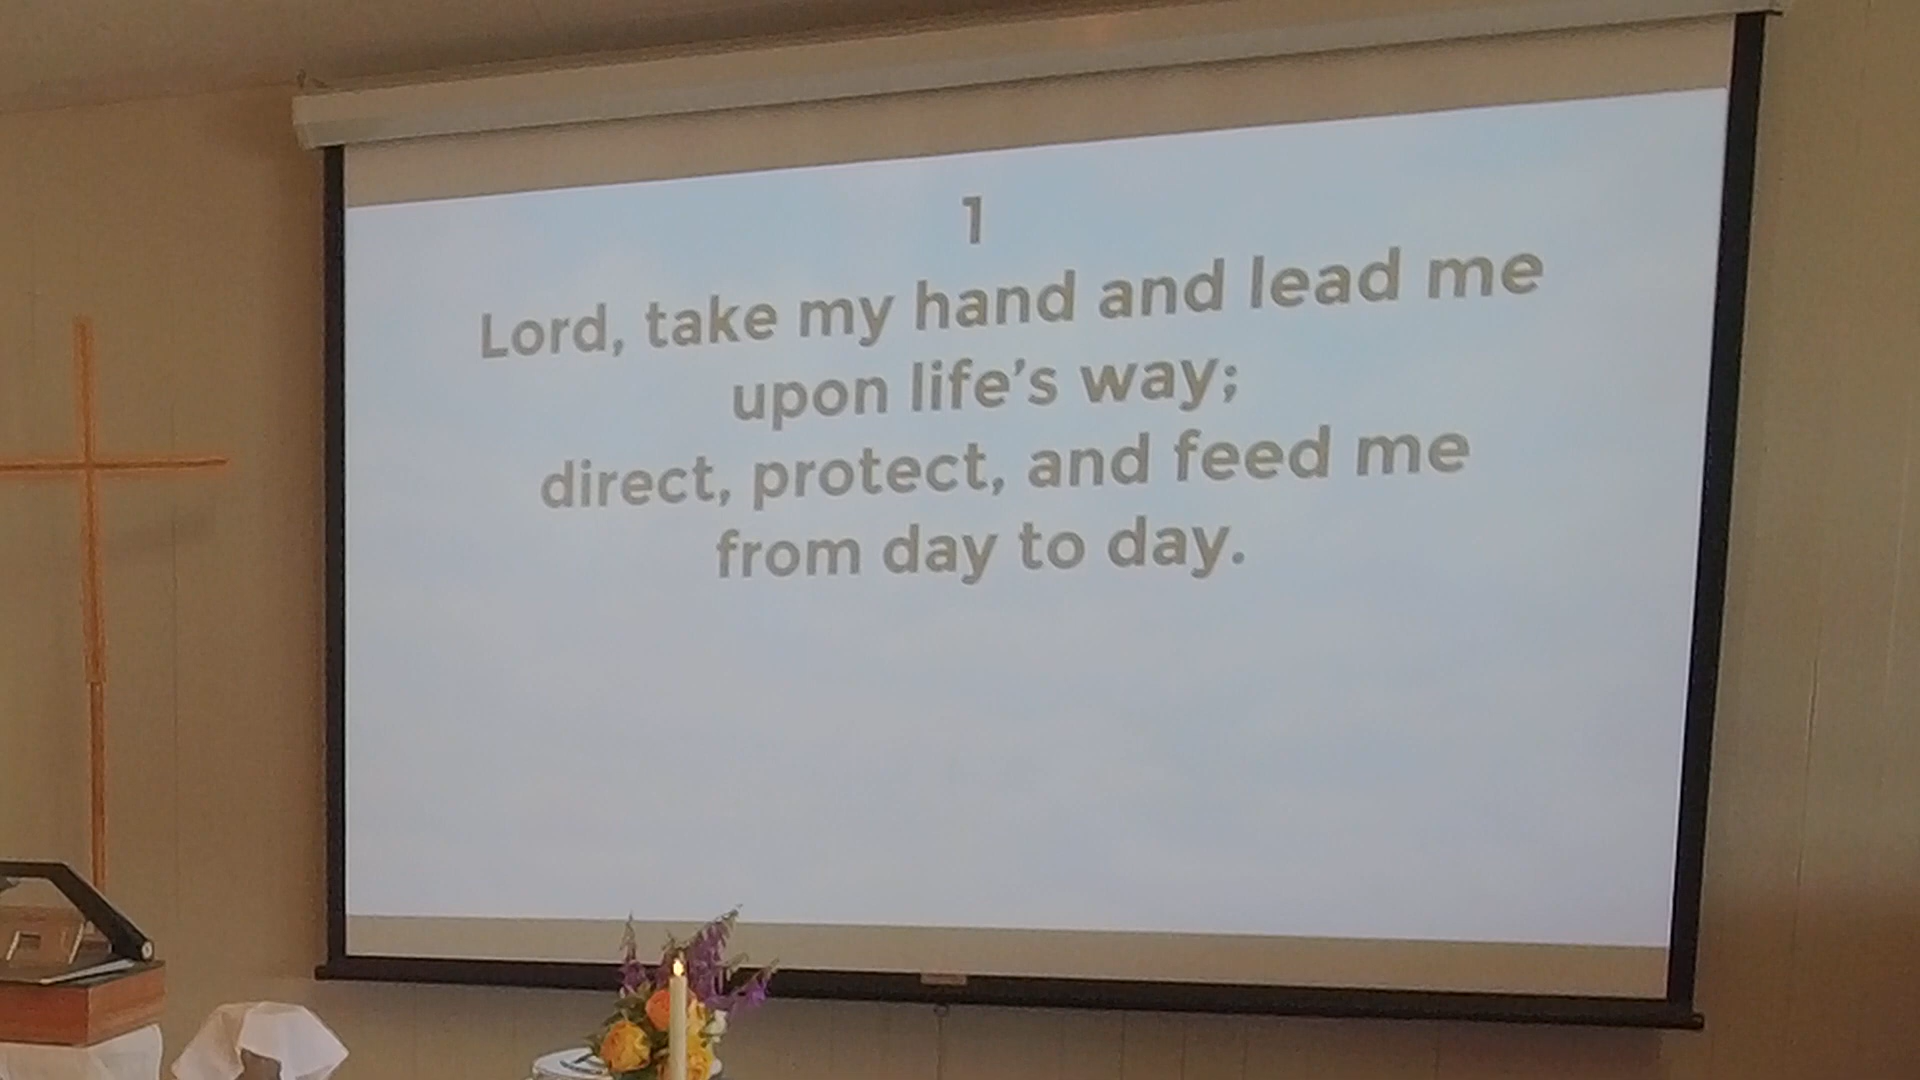 1
Lord, take my hand and lead me
upon life's way;
direct, protect, and feed me
from day to day.